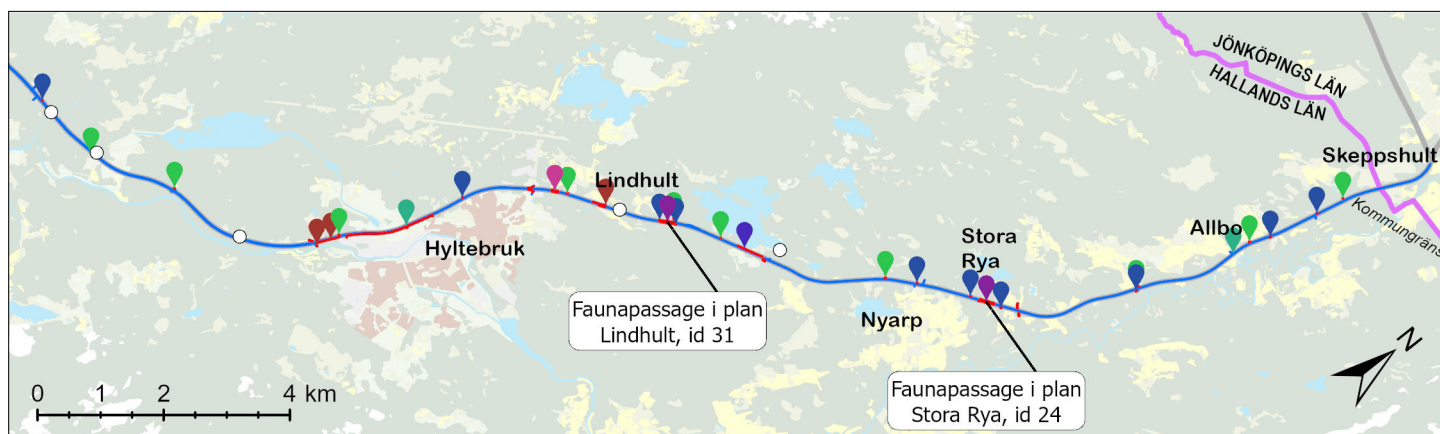 JÖNKÖPINGS LÄN
HALLANDS LÄN
Skeppshult
Kommungräns
Lindhult
Allbo
Stora
Rya
Hyltebruk
Nyarp
Faunapassage i plan
Lindhult, id 31
Faunapassage i plan
Stora Rya, id 24
N
0 1 2 4 km